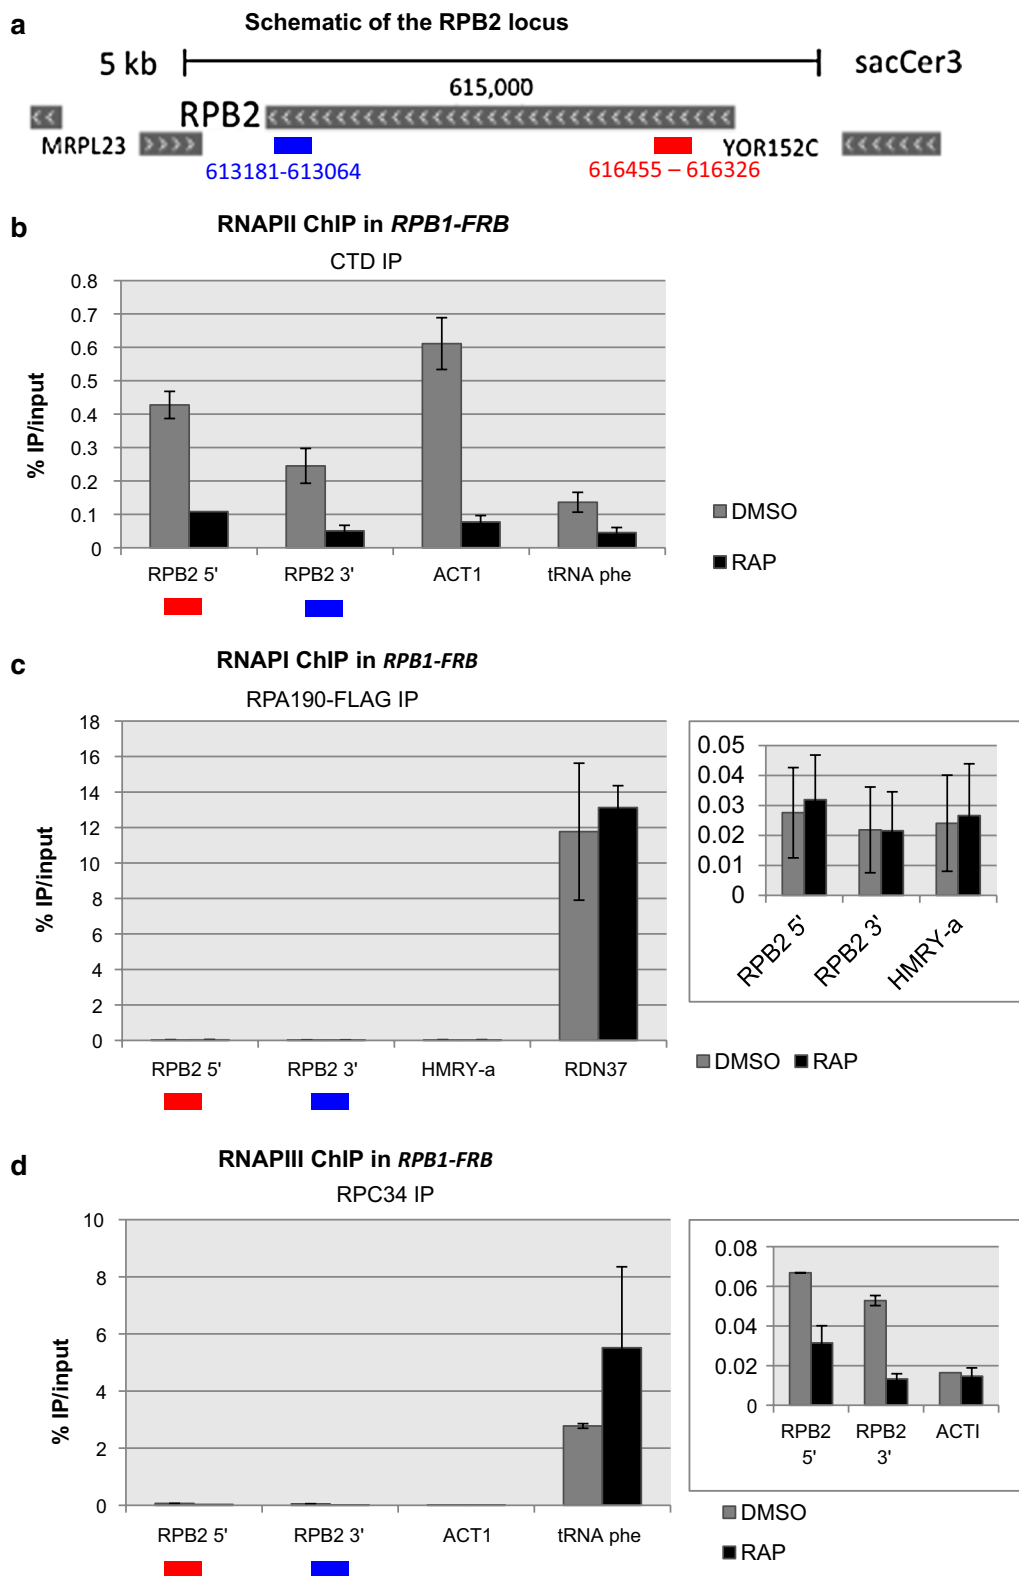 a
Schematic of the RPB2 locus
5 kb
sacCer3
615,000
RPB2
MRPL23
YOR152C
613181-613064
616455 – 616326
b
RNAPII ChIP in RPB1-FRB
CTD IP
% IP/input
0.8
0.7
0.6
0.5
0.4
0.3
0.2
0.1
0
RPB2 5'
RPB2 3'
ACT1
tRNA phe
DMSO
RAP
c
RNAPI ChIP in RPB1-FRB
RPA190-FLAG IP
% IP/input
18
16
14
12
10
8
6
4
2
0
RPB2 5'
RPB2 3'
HMRY-a
RDN37
0.05
0.04
0.03
0.02
0.01
0
RPB2 5'
RPB2 3'
HMRY-a
DMSO
RAP
d
RNAPIII ChIP in RPB1-FRB
RPC34 IP
% IP/input
10
8
6
4
2
0
RPB2 5'
RPB2 3'
ACT1
tRNA phe
0.08
0.06
0.04
0.02
0
RPB2 5'
RPB2 3'
ACTI
DMSO
RAP